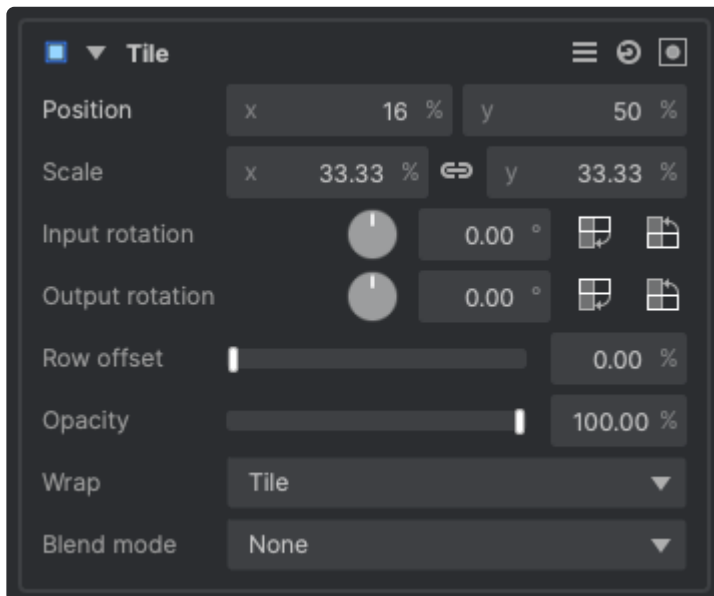 Tile
Position x 16 % y 50 %
Scale x 33.33 % y 33.33 %
Input rotation 0.00 °
Output rotation 0.00 °
Row offset 0.00 %
Opacity 100.00 %
Wrap Tile
Blend mode None